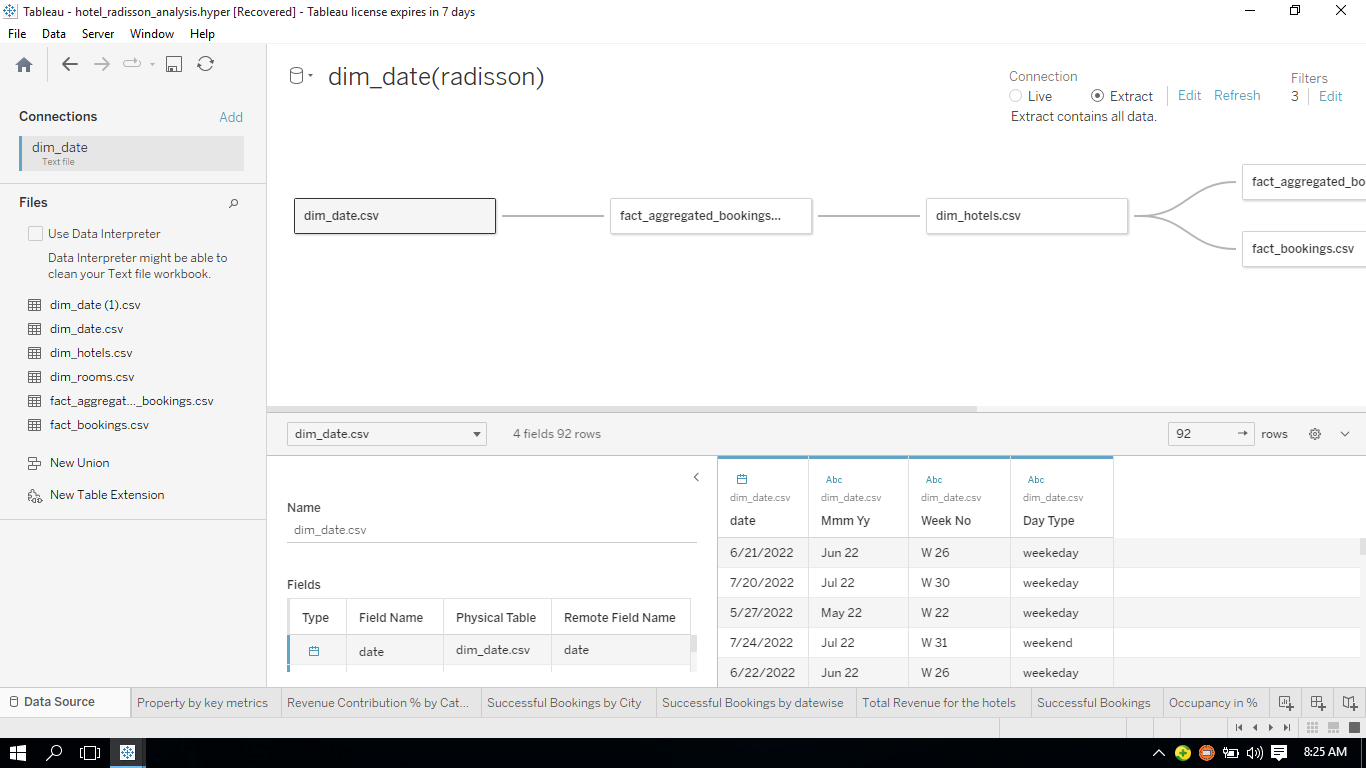 Tableau - hotel_radisson_analysis.hyper [Recovered] - Tableau license expires in 7 days
File Data Server Window Help
Connections Add
dim_date
Text file
Files
Use Data Interpreter
Data Interpreter might be able to
clean your Text file workbook.
dim_date (1).csv
dim_date.csv
dim_hotels.csv
dim_rooms.csv
fact_aggregat..._bookings.csv
fact_bookings.csv
New Union
New Table Extension
dim_date(radisson)
Connection
Live Extract Edit Refresh
Extract contains all data.
Filters
3 Edit
dim_date.csv
fact_aggregated_bookings...
dim_hotels.csv
fact_aggregated_bo
fact_bookings.csv
dim_date.csv 4 fields 92 rows 92 rows
Name
dim_date.csv
Fields
Type Field Name Physical Table Remote Field Name
date dim_date.csv date
Abc Abc Abc
dim_date.csv dim_date.csv dim_date.csv dim_date.csv
date Mmm Yy Week No Day Type
6/21/2022 Jun 22 W 26 weekeday
7/20/2022 Jul 22 W 30 weekeday
5/27/2022 May 22 W 22 weekeday
7/24/2022 Jul 22 W 31 weekend
6/22/2022 Jun 22 W 26 weekeday
Data Source Property by key metrics Revenue Contribution % by Cat... Successful Bookings by City Successful Bookings by datewise Total Revenue for the hotels Successful Bookings Occupancy in %
8:25 AM